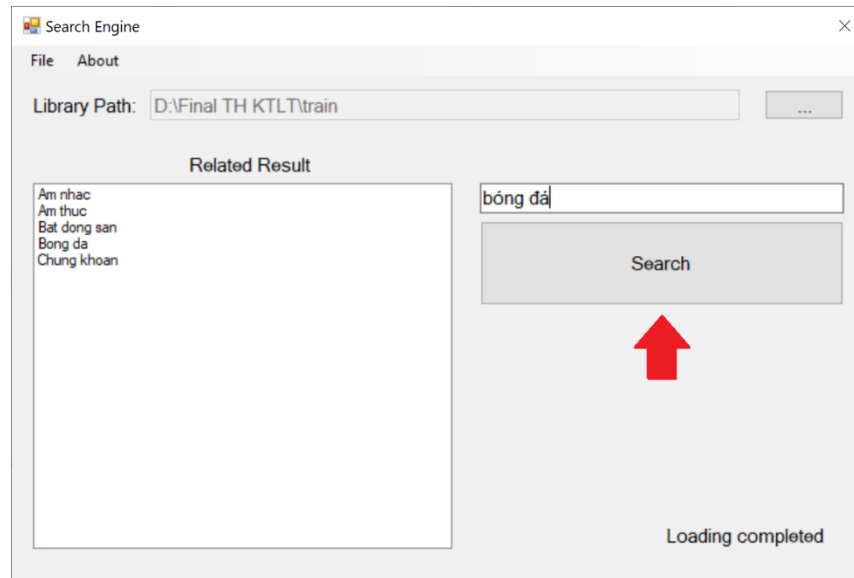 Search Engine
File About
Library Path: D:\Final TH KTLT\train ...
Related Result
Am nhac
Am thuc
Bat dong san
Bong da
Chung khoan
bóng đá
Search
Loading completed